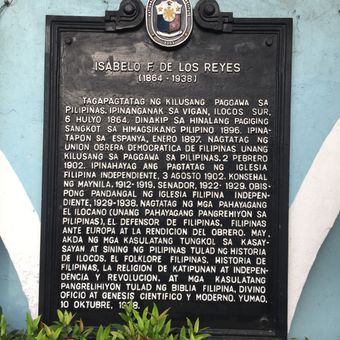 ISABELO F. DE LOS REYES
(1864-1938)
TAGAPAGTATAG NG KILUSANG PAGGAWA SA
PILIPINAS. IPINANGANAK SA VIGAN, ILOCOS SUR,
6 HULYO 1864. DINAKIP SA HINALANG PAGIGING
SANGKOT SA HIMAGSIKANG PILIPINO 1896. IPINA-
TAPON SA ESPANYA, ENERO 1897. NAGTATAG NG
UNION OBRERA DEMOCRATICA DE FILIPINAS UNANG
KILUSANG SA PAGGAWA SA PILIPINAS, 2 PEBRERO
1902. IPINAHAYAG ANG PAGTATAG NG IGLESIA
FILIPINA INDEPENDIENTE, 3 AGOSTO 1902. KONSEHAL
NG MAYNILA, 1912-1919. SENADOR, 1922-1929. OBIS-
PONG PANDANGAL NG IGLESIA FILIPINA INDEPEN-
DIENTE, 1929-1938. NAGTATAG NG MGA PAHAYAGANG
EL ILOCANO (UNANG PAHAYAGANG PANGREHIYON SA
PILIPINAS), EL DEFENSOR DE FILIPINAS, FILIPINAS
ANTE EUROPA AT LA RENDICION DEL OBRERO. MAY-
AKDA NG MGA KASULATANG TUNGKOL SA KASAY-
SAYAN AT SINING NG PILIPINAS TULAD NG HISTORIA
DE ILOCOS, EL FOLKLORE FILIPINAS, HISTORIA DE
FILIPINAS, LA RELIGION DE KATIPUNAN AT INDEPEN-
DENCIA Y REVOLUCION, AT MGA KASULATANG
PANGRELIHIYON TULAD NG BIBLIA FILIPINA, DIVINO
OFICIO AT GENESIS CIENTIFICO Y MODERNO. YUMAO,
10 OKTUBRE, 1938.